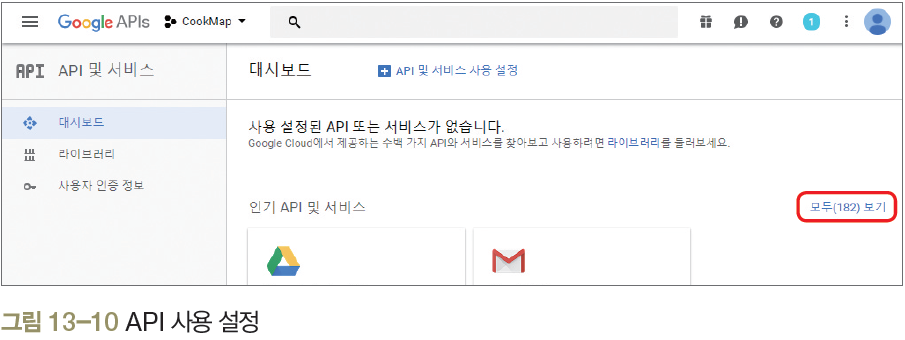 Google APIs CookMap 1
API API 및 서비스
대시보드 API 및 서비스 사용 설정
대시보드
라이브러리
사용자 인증 정보
사용 설정된 API 또는 서비스가 없습니다.
Google Cloud에서 제공하는 수백 가지 API와 서비스를 찾아보고 사용하려면 라이브러리를 둘러보세요.
인기 API 및 서비스 모두(182) 보기
그림 13-10 API 사용 설정